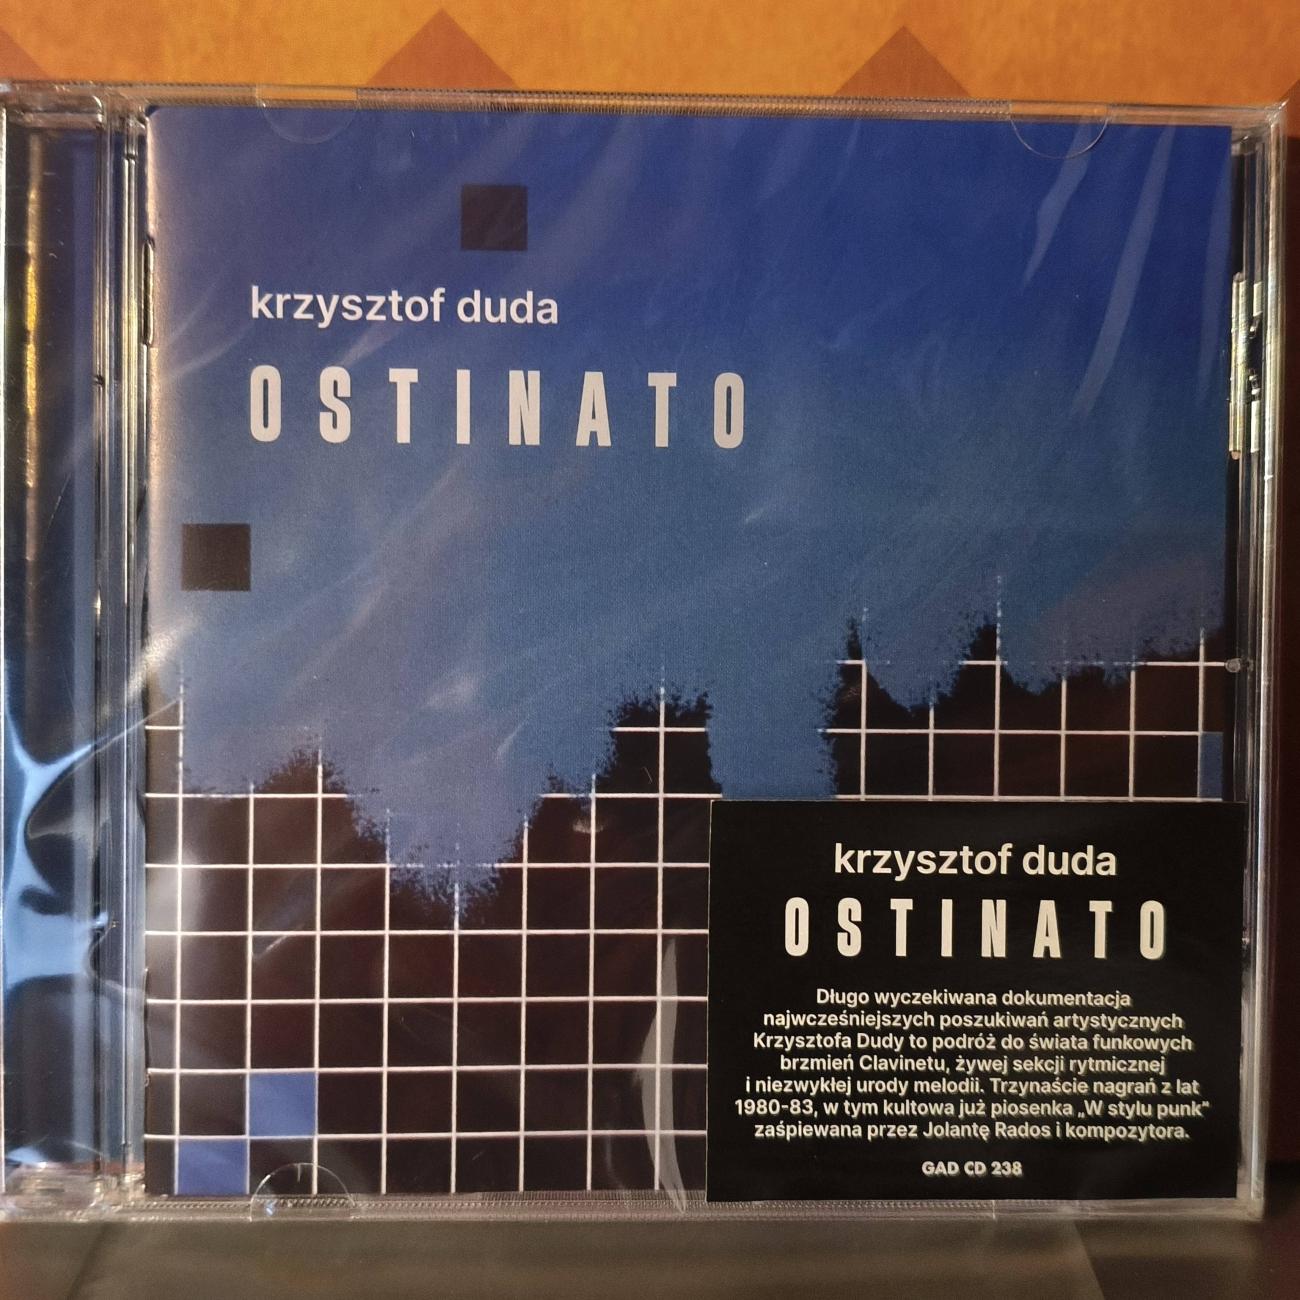 krzysztof duda
OSTINATO
krzysztof duda
OSTINATO
Długo wyczekiwana dokumentacja
najwcześniejszych poszukiwań artystycznych
Krzysztofa Dudy to podróż do świata funkowych
brzmień Clavinetu, żywej sekcji rytmicznej
i niezwykłej urody melodii. Trzynaście nagrań z lat
1980-83, w tym kultowa już piosenka „W stylu punk"
zaśpiewana przez Jolantę Rados i kompozytora.
GAD CD 238